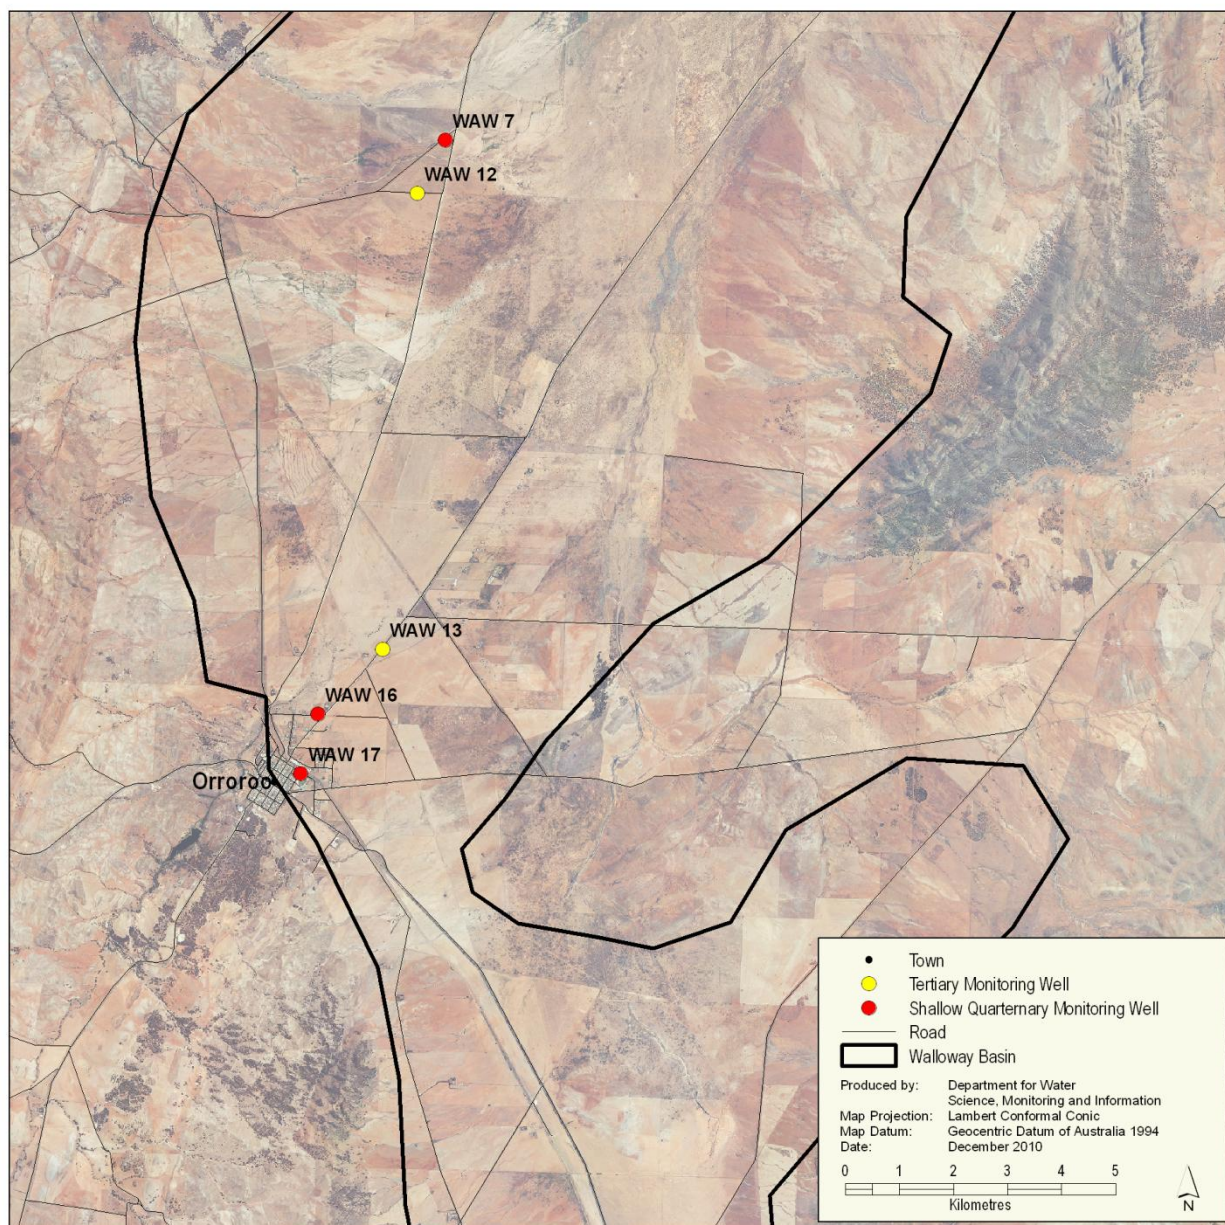 WAW 7
WAW 12
WAW 13
WAW 16
WAW 17
Orroroo
Town
Tertiary Monitoring Well
Shallow Quarternary Monitoring Well
Road
Walloway Basin
Produced by: Department for Water
Science, Monitoring and Information
Map Projection: Lambert Conformal Conic
Map Datum: Geocentric Datum of Australia 1994
Date: December 2010
0 1 2 3 4 5
Kilometres
N